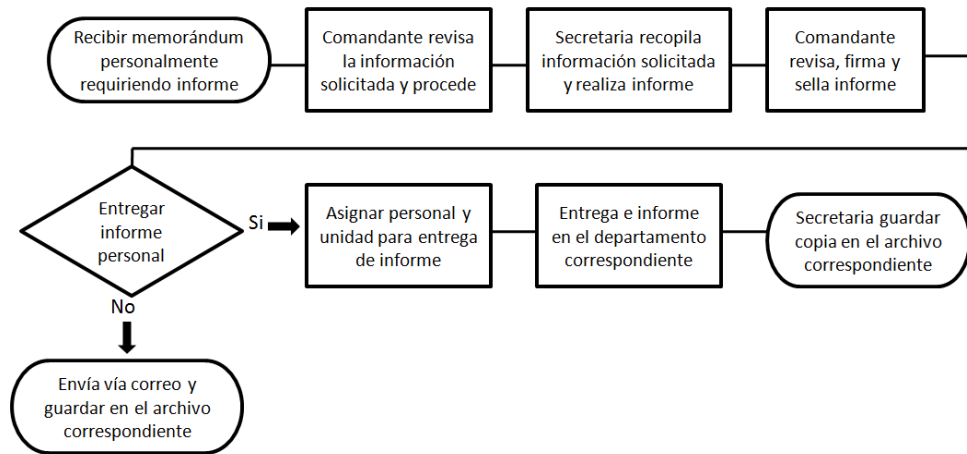 Recibir memorándum
personalmente
requiriendo informe
Comandante revisa
la información
solicitada y procede
Secretaria recopila
información solicitada
y realiza informe
Comandante
revisa, firma y
sella informe
Entregar
informe
personal
Si
Asignar personal y
unidad para entrega
de informe
Entrega e informe
en el departamento
correspondiente
Secretaria guardar
copia en el archivo
correspondiente
No
Envía vía correo y
guardar en el archivo
correspondiente